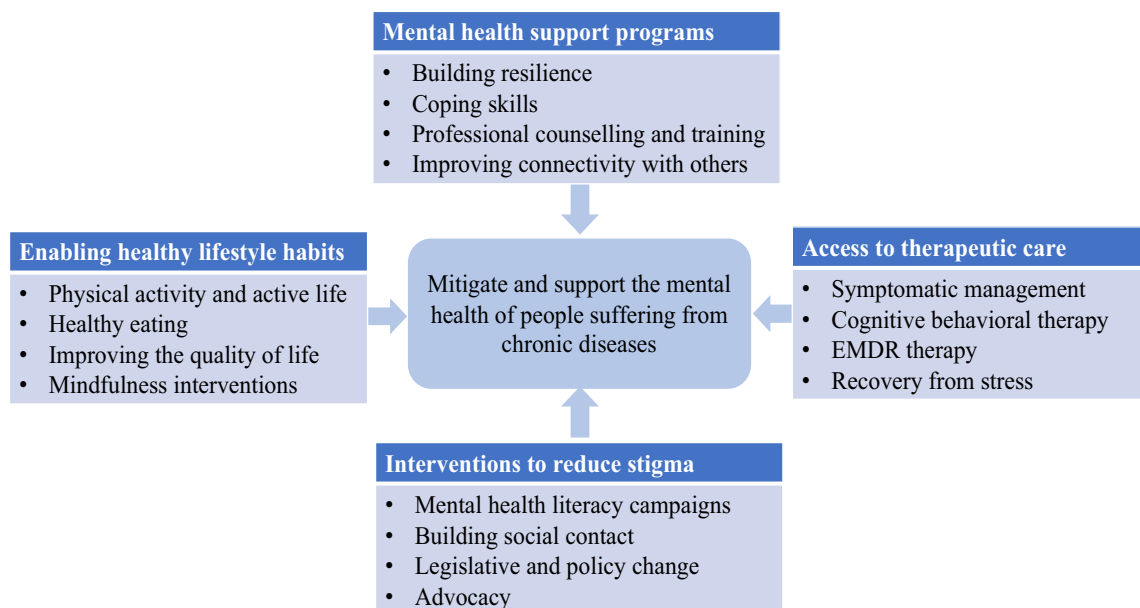 Mental health support programs
• Building resilience
• Coping skills
• Professional counselling and training
• Improving connectivity with others
Enabling healthy lifestyle habits
• Physical activity and active life
• Healthy eating
• Improving the quality of life
• Mindfulness interventions
Mitigate and support the mental
health of people suffering from
chronic diseases
Access to therapeutic care
• Symptomatic management
• Cognitive behavioral therapy
• EMDR therapy
• Recovery from stress
Interventions to reduce stigma
• Mental health literacy campaigns
• Building social contact
• Legislative and policy change
• Advocacy